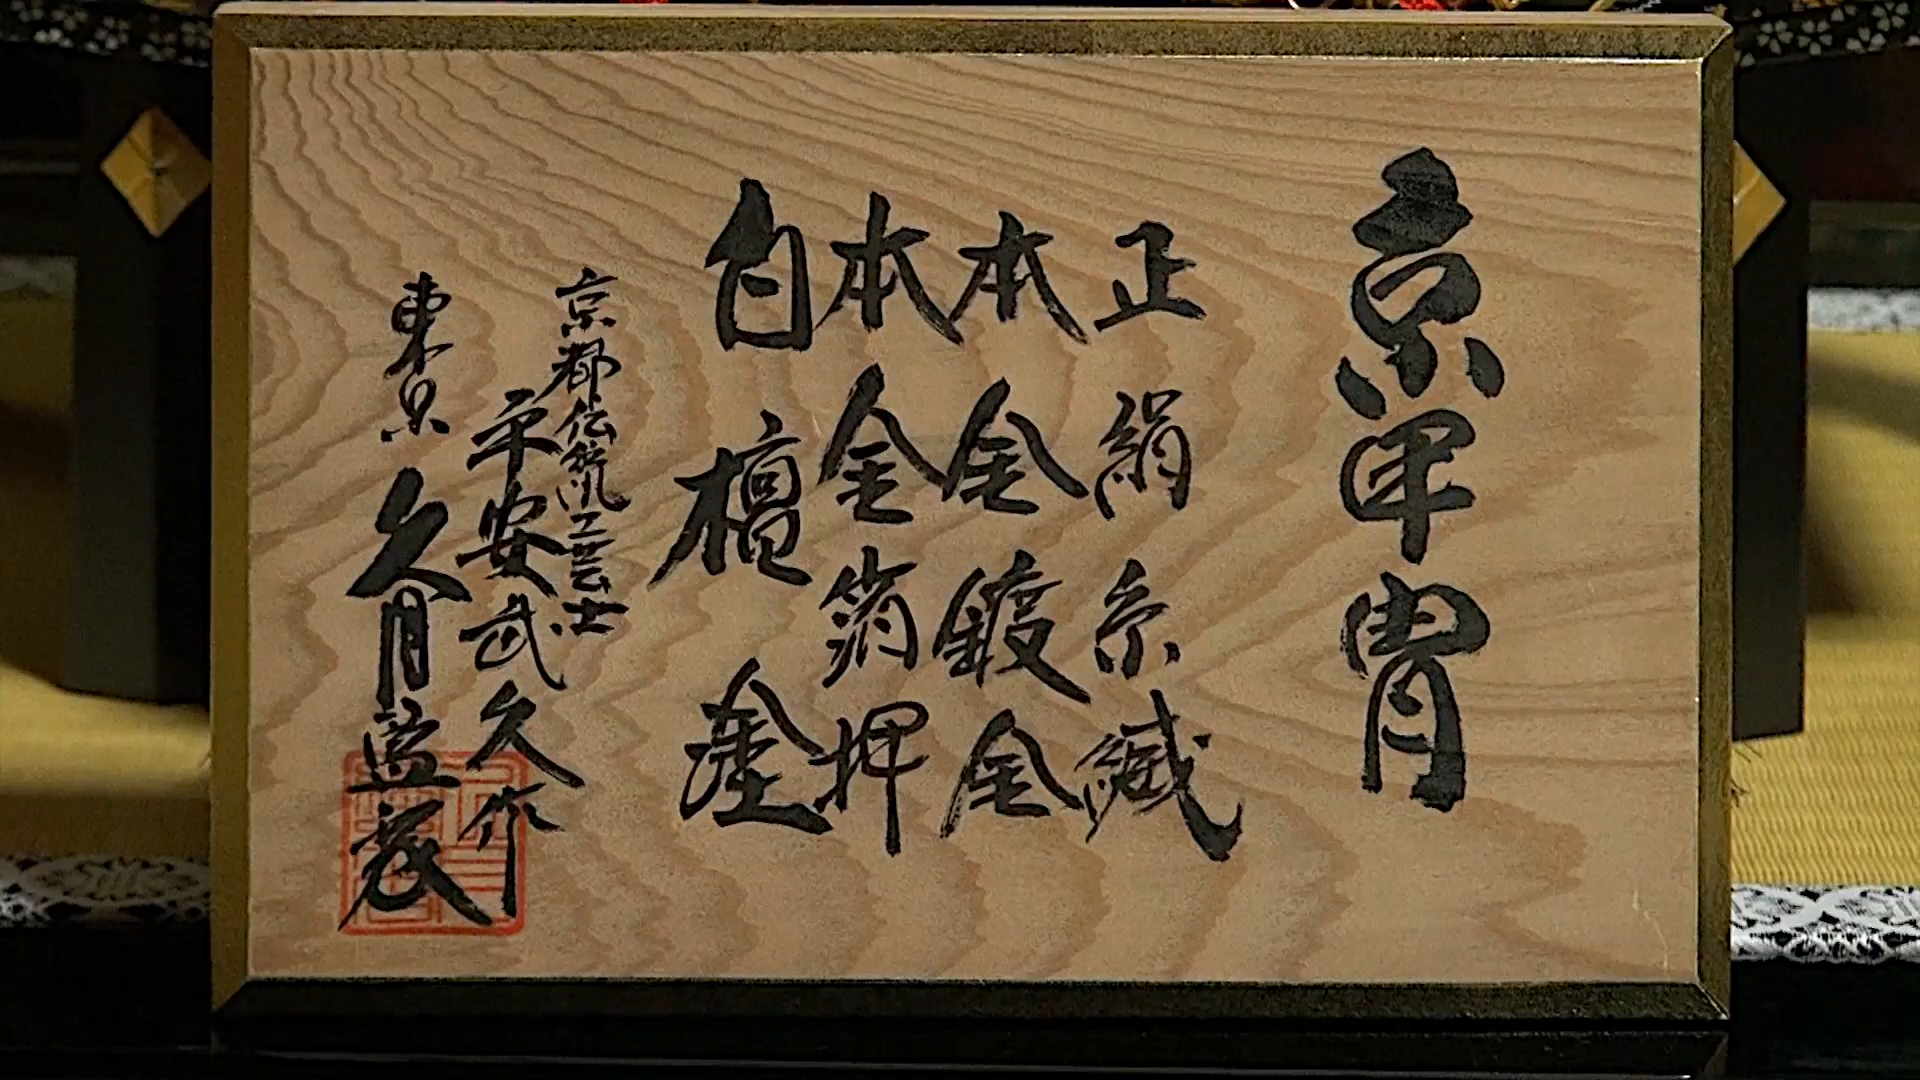 京甲冑
正絹糸縅
本金鍍金
本金箔押
白檀塗
京都伝統工芸士
平安武久作
東京 久月監製